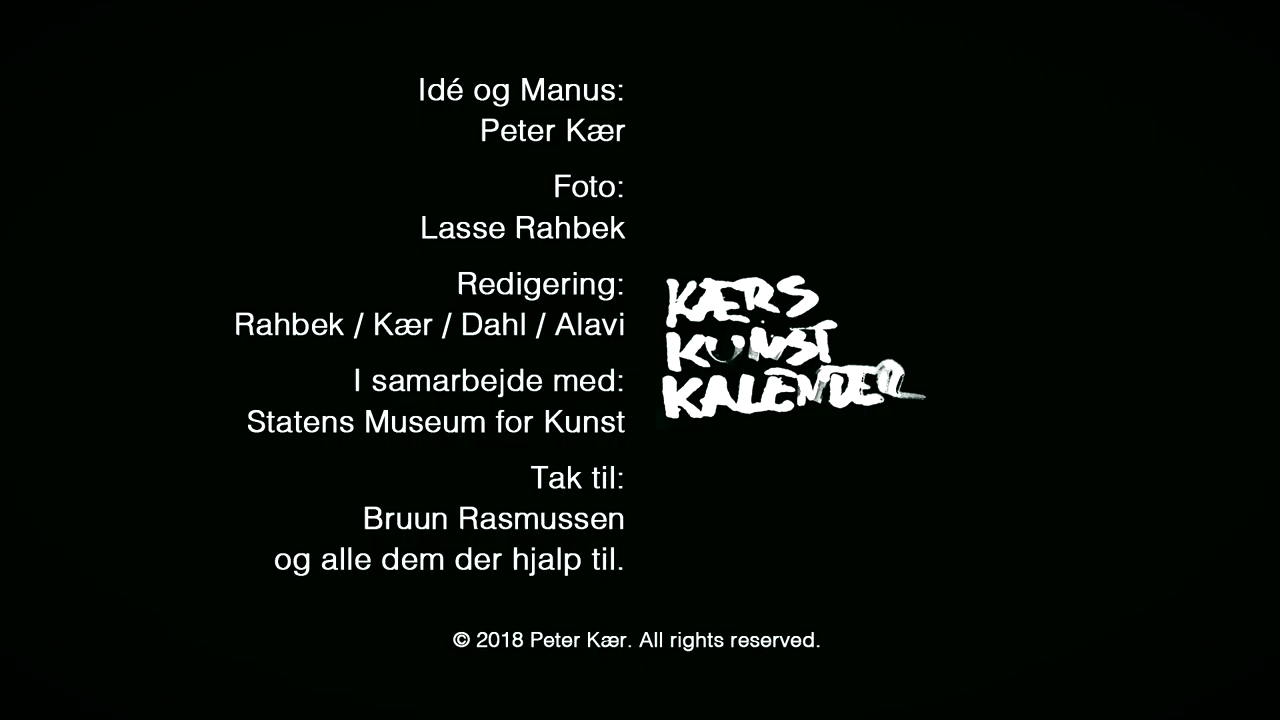 Idé og Manus:
Peter Kær
Foto:
Lasse Rahbek
Redigering:
Rahbek / Kær / Dahl / Alavi
I samarbejde med:
Statens Museum for Kunst
Tak til:
Bruun Rasmussen
og alle dem der hjalp til.
KÆRS
KUNST
KALENDER
© 2018 Peter Kær. All rights reserved.